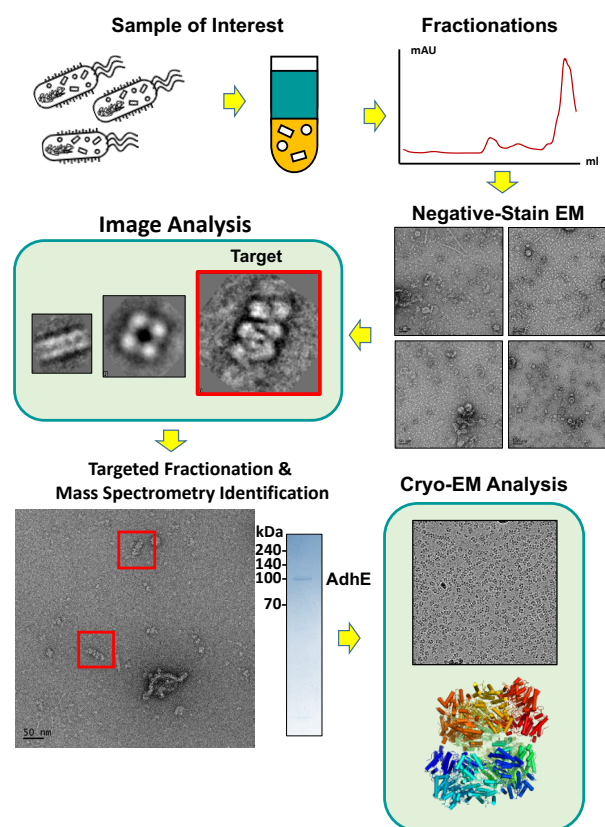 Sample of Interest
Fractionations
mAU
ml
Negative-Stain EM
Image Analysis
Target
Targeted Fractionation &
Mass Spectrometry Identification
kDa
240-
140-
100-
70-
AdhE
50 nm
Cryo-EM Analysis